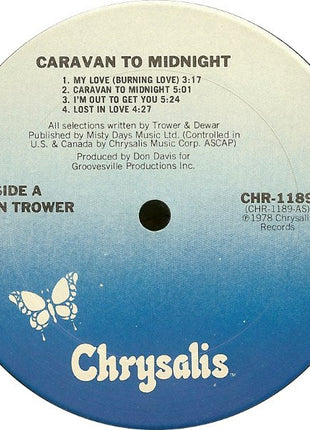 CARAVAN TO MIDNIGHT
1. MY LOVE (BURNING LOVE) 3:17
2. CARAVAN TO MIDNIGHT 5:01
3. I'M OUT TO GET YOU 5:24
4. LOST IN LOVE 4:27
All selections written by Trower & Dewar
Published by Misty Days Music Ltd. (Controlled in
U.S. & Canada by Chrysalis Music Corp. ASCAP)
Produced by Don Davis for
Groovesville Productions Inc.
SIDE A
N TROWER
CHR-1189
(CHR-1189-AS)
℗1978 Chrysalis
Records
Chrysalis
TM